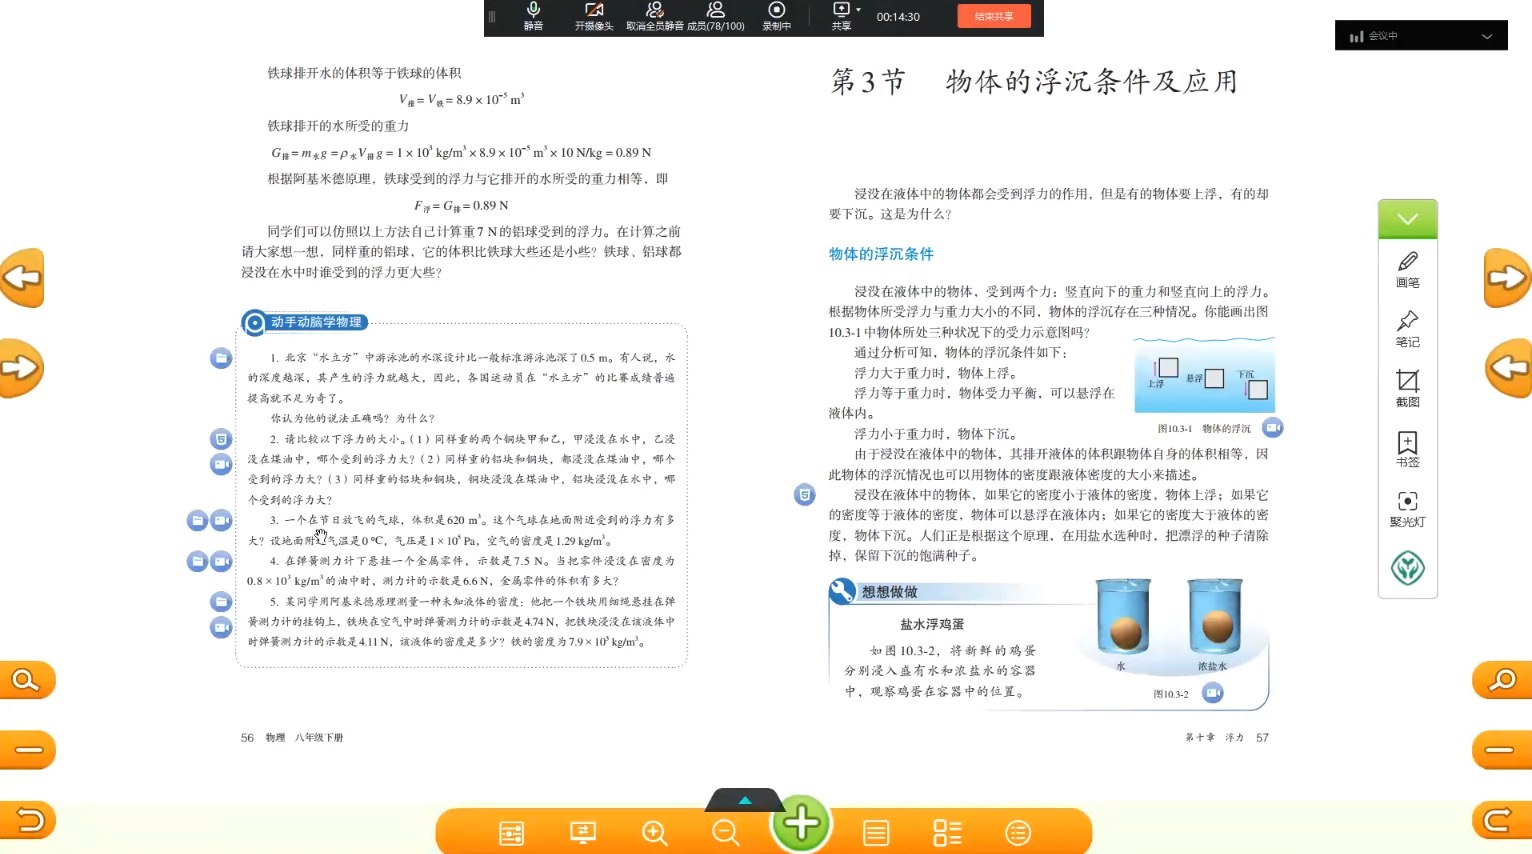 静音
开摄像头
取消全员静音
成员(78/100)
录制中
共享
00:14:30
结束共享
会议中
铁球排开水的体积等于铁球的体积
V排 = V铁 = 8.9 × 10⁻⁵ m³
铁球排开的水所受的重力
G排 = m水g = ρ水V排g = 1 × 10³ kg/m³ × 8.9 × 10⁻⁵ m³ × 10 N/kg = 0.89 N
根据阿基米德原理，铁球受到的浮力与它排开的水所受的重力相等，即
F浮 = G排 = 0.89 N
同学们可以仿照以上方法自己计算重 7 N 的铝球受到的浮力。在计算之前
请大家想一想，同样重的铝球，它的体积比铁球大些还是小些？铁球、铝球都
浸没在水中时谁受到的浮力更大些？
动手动脑学物理
1. 北京“水立方”中游泳池的水深设计比一般标准游泳池深了0.5 m。有人说，水
的深度越深，其产生的浮力就越大，因此，各国运动员在“水立方”的比赛成绩普遍
提高就不足为奇了。
你认为他的说法正确吗？为什么？
2. 请比较以下浮力的大小。（1）同样重的两个铜块甲和乙，甲浸没在水中，乙浸
没在煤油中，哪个受到的浮力大？（2）同样重的铝块和铜块，都浸没在煤油中，哪个
受到的浮力大？（3）同样重的铝块和铜块，铜块浸没在煤油中，铝块浸没在水中，哪
个受到的浮力大？
3. 一个在节日放飞的气球，体积是620 m³。这个气球在地面附近受到的浮力有多
大？设地面附近气温是0 ℃，气压是1 × 10⁵ Pa，空气的密度是1.29 kg/m³。
4. 在弹簧测力计下悬挂一个金属零件，示数是7.5 N。当把零件浸没在密度为
0.8 × 10³ kg/m³的油中时，测力计的示数是6.6 N，金属零件的体积有多大？
5. 某同学用阿基米德原理测量一种未知液体的密度：他把一个铁块用细绳悬挂在弹
簧测力计的挂钩上，铁块在空气中时弹簧测力计的示数是4.74 N，把铁块浸没在该液体中
时弹簧测力计的示数是4.11 N，该液体的密度是多少？铁的密度为7.9 × 10³ kg/m³。
56 物理 八年级下册
第3节 物体的浮沉条件及应用
浸没在液体中的物体都会受到浮力的作用，但是有的物体要上浮，有的却
要下沉。这是为什么？
物体的浮沉条件
浸没在液体中的物体，受到两个力：竖直向下的重力和竖直向上的浮力。
根据物体所受浮力与重力大小的不同，物体的浮沉存在三种情况。你能画出图
10.3-1中物体所处三种状况下的受力示意图吗？
通过分析可知，物体的浮沉条件如下：
浮力大于重力时，物体上浮。
浮力等于重力时，物体受力平衡，可以悬浮在
液体内。
浮力小于重力时，物体下沉。
上浮
悬浮
下沉
图10.3-1 物体的浮沉
由于浸没在液体中的物体，其排开液体的体积跟物体自身的体积相等，因
此物体的浮沉情况也可以用物体的密度跟液体密度的大小来描述。
浸没在液体中的物体，如果它的密度小于液体的密度，物体上浮；如果它
的密度等于液体的密度，物体可以悬浮在液体内；如果它的密度大于液体的密
度，物体下沉。人们正是根据这个原理，在用盐水选种时，把漂浮的种子清除
掉，保留下沉的饱满种子。
想想做做
盐水浮鸡蛋
如图 10.3-2，将新鲜的鸡蛋
分别浸入盛有水和浓盐水的容器
中，观察鸡蛋在容器中的位置。
水
浓盐水
图10.3-2
第十章 浮力 57
画笔
笔记
截图
书签
聚光灯